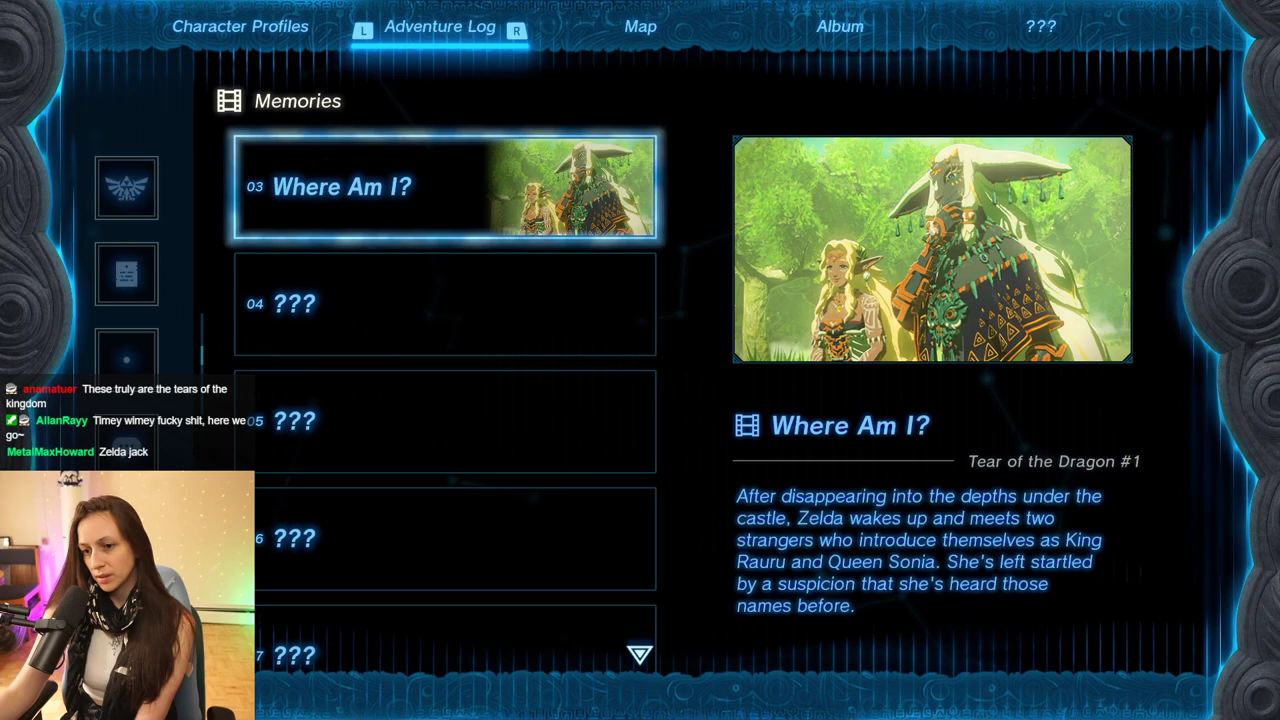 Character Profiles
L Adventure Log R
Map
Album
???
Memories
03 Where Am I?
04 ???
05 ???
6 ???
7 ???
Where Am I?
Tear of the Dragon #1
After disappearing into the depths under the
castle, Zelda wakes up and meets two
strangers who introduce themselves as King
Rauru and Queen Sonia. She's left startled
by a suspicion that she's heard those
names before.
anamatuer These truly are the tears of the
kingdom
AllanRayy Timey wimey fucky shit, here we
go~
MetalMaxHoward Zelda jack